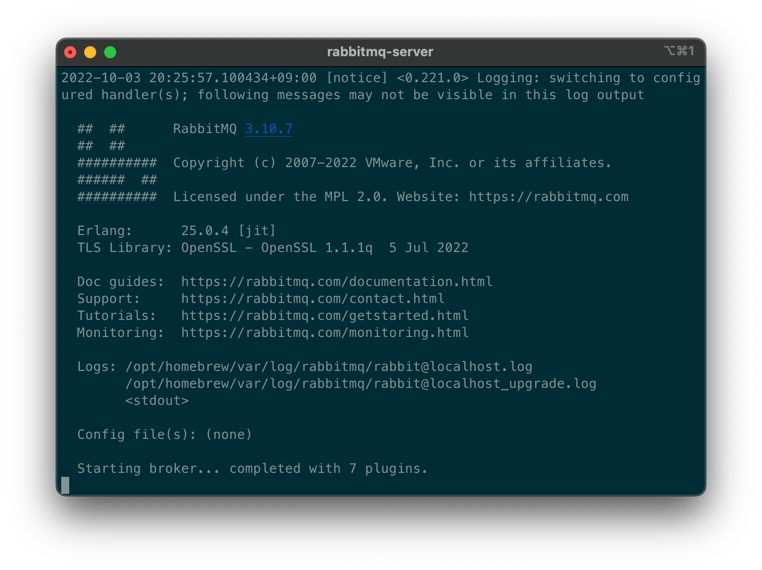 rabbitmq-server
⌥⌘1
2022-10-03 20:25:57.100434+09:00 [notice] <0.221.0> Logging: switching to config
ured handler(s); following messages may not be visible in this log output
##  ##      RabbitMQ 3.10.7
##  ##
##########  Copyright (c) 2007-2022 VMware, Inc. or its affiliates.
######  ##
##########  Licensed under the MPL 2.0. Website: https://rabbitmq.com
Erlang:      25.0.4 [jit]
TLS Library: OpenSSL - OpenSSL 1.1.1q  5 Jul 2022
Doc guides:  https://rabbitmq.com/documentation.html
Support:     https://rabbitmq.com/contact.html
Tutorials:   https://rabbitmq.com/getstarted.html
Monitoring:  https://rabbitmq.com/monitoring.html
Logs: /opt/homebrew/var/log/rabbitmq/rabbit@localhost.log
/opt/homebrew/var/log/rabbitmq/rabbit@localhost_upgrade.log
<stdout>
Config file(s): (none)
Starting broker... completed with 7 plugins.